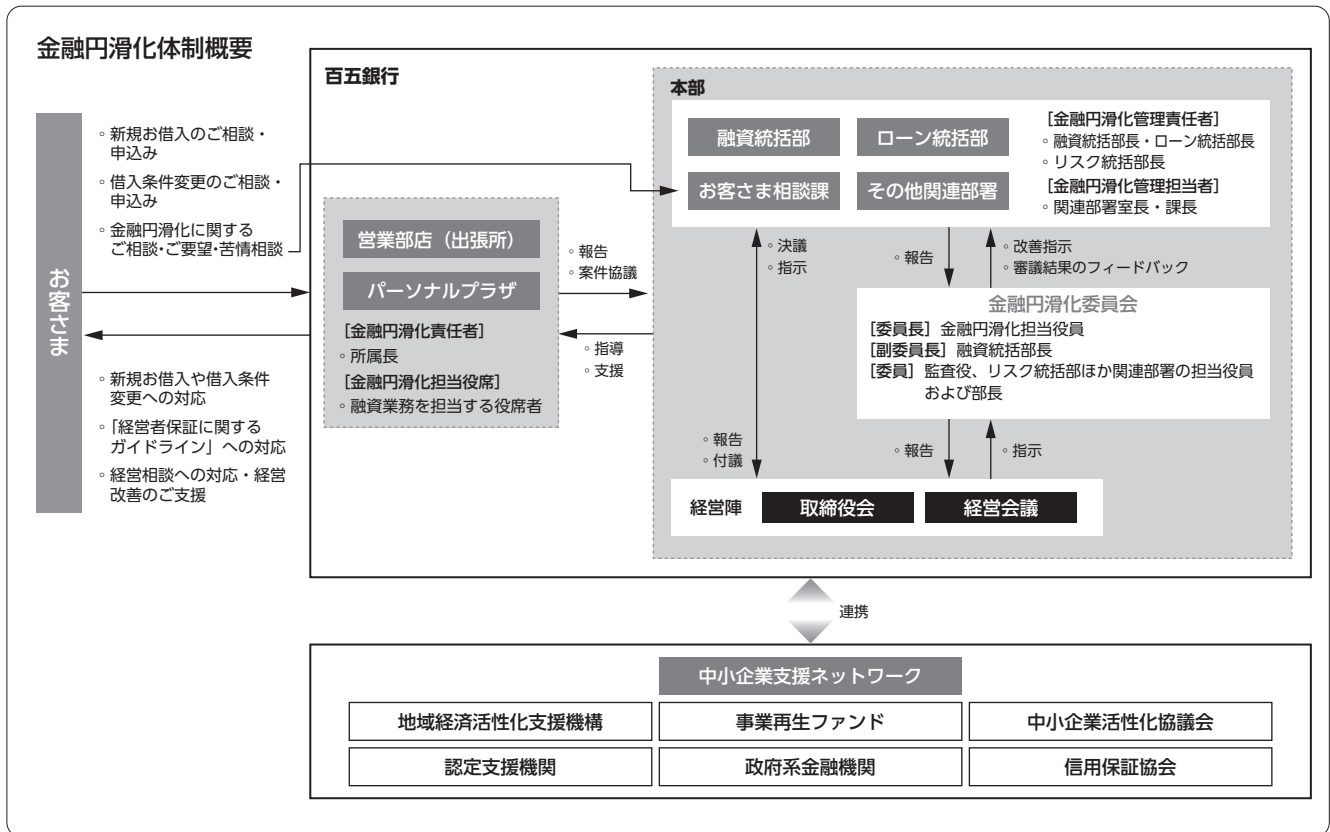 金融円滑化体制概要
お客さま
◦ 新規お借入のご相談・
申込み
◦ 借入条件変更のご相談・
申込み
◦ 金融円滑化に関する
ご相談・ご要望・苦情相談
◦ 新規お借入や借入条件
変更への対応
◦ 「経営者保証に関する
ガイドライン」への対応
◦ 経営相談への対応・経営
改善のご支援
百五銀行
営業部店（出張所）
パーソナルプラザ
［金融円滑化責任者］
◦ 所属長
［金融円滑化担当役席］
◦ 融資業務を担当する役席者
◦ 報告
◦ 案件協議
◦ 指導
◦ 支援
本部
融資統括部
ローン統括部
お客さま相談課
その他関連部署
［金融円滑化管理責任者］
◦ 融資統括部長・ローン統括部長
◦ リスク統括部長
［金融円滑化管理担当者］
◦ 関連部署室長・課長
◦ 決議
◦ 指示
◦ 報告
◦ 改善指示
◦ 審議結果のフィードバック
金融円滑化委員会
［委員長］金融円滑化担当役員
［副委員長］融資統括部長
［委員］監査役、リスク統括部ほか関連部署の担当役員
および部長
◦ 報告
◦ 付議
◦ 報告
◦ 指示
経営陣
取締役会
経営会議
連携
中小企業支援ネットワーク
地域経済活性化支援機構
事業再生ファンド
中小企業活性化協議会
認定支援機関
政府系金融機関
信用保証協会